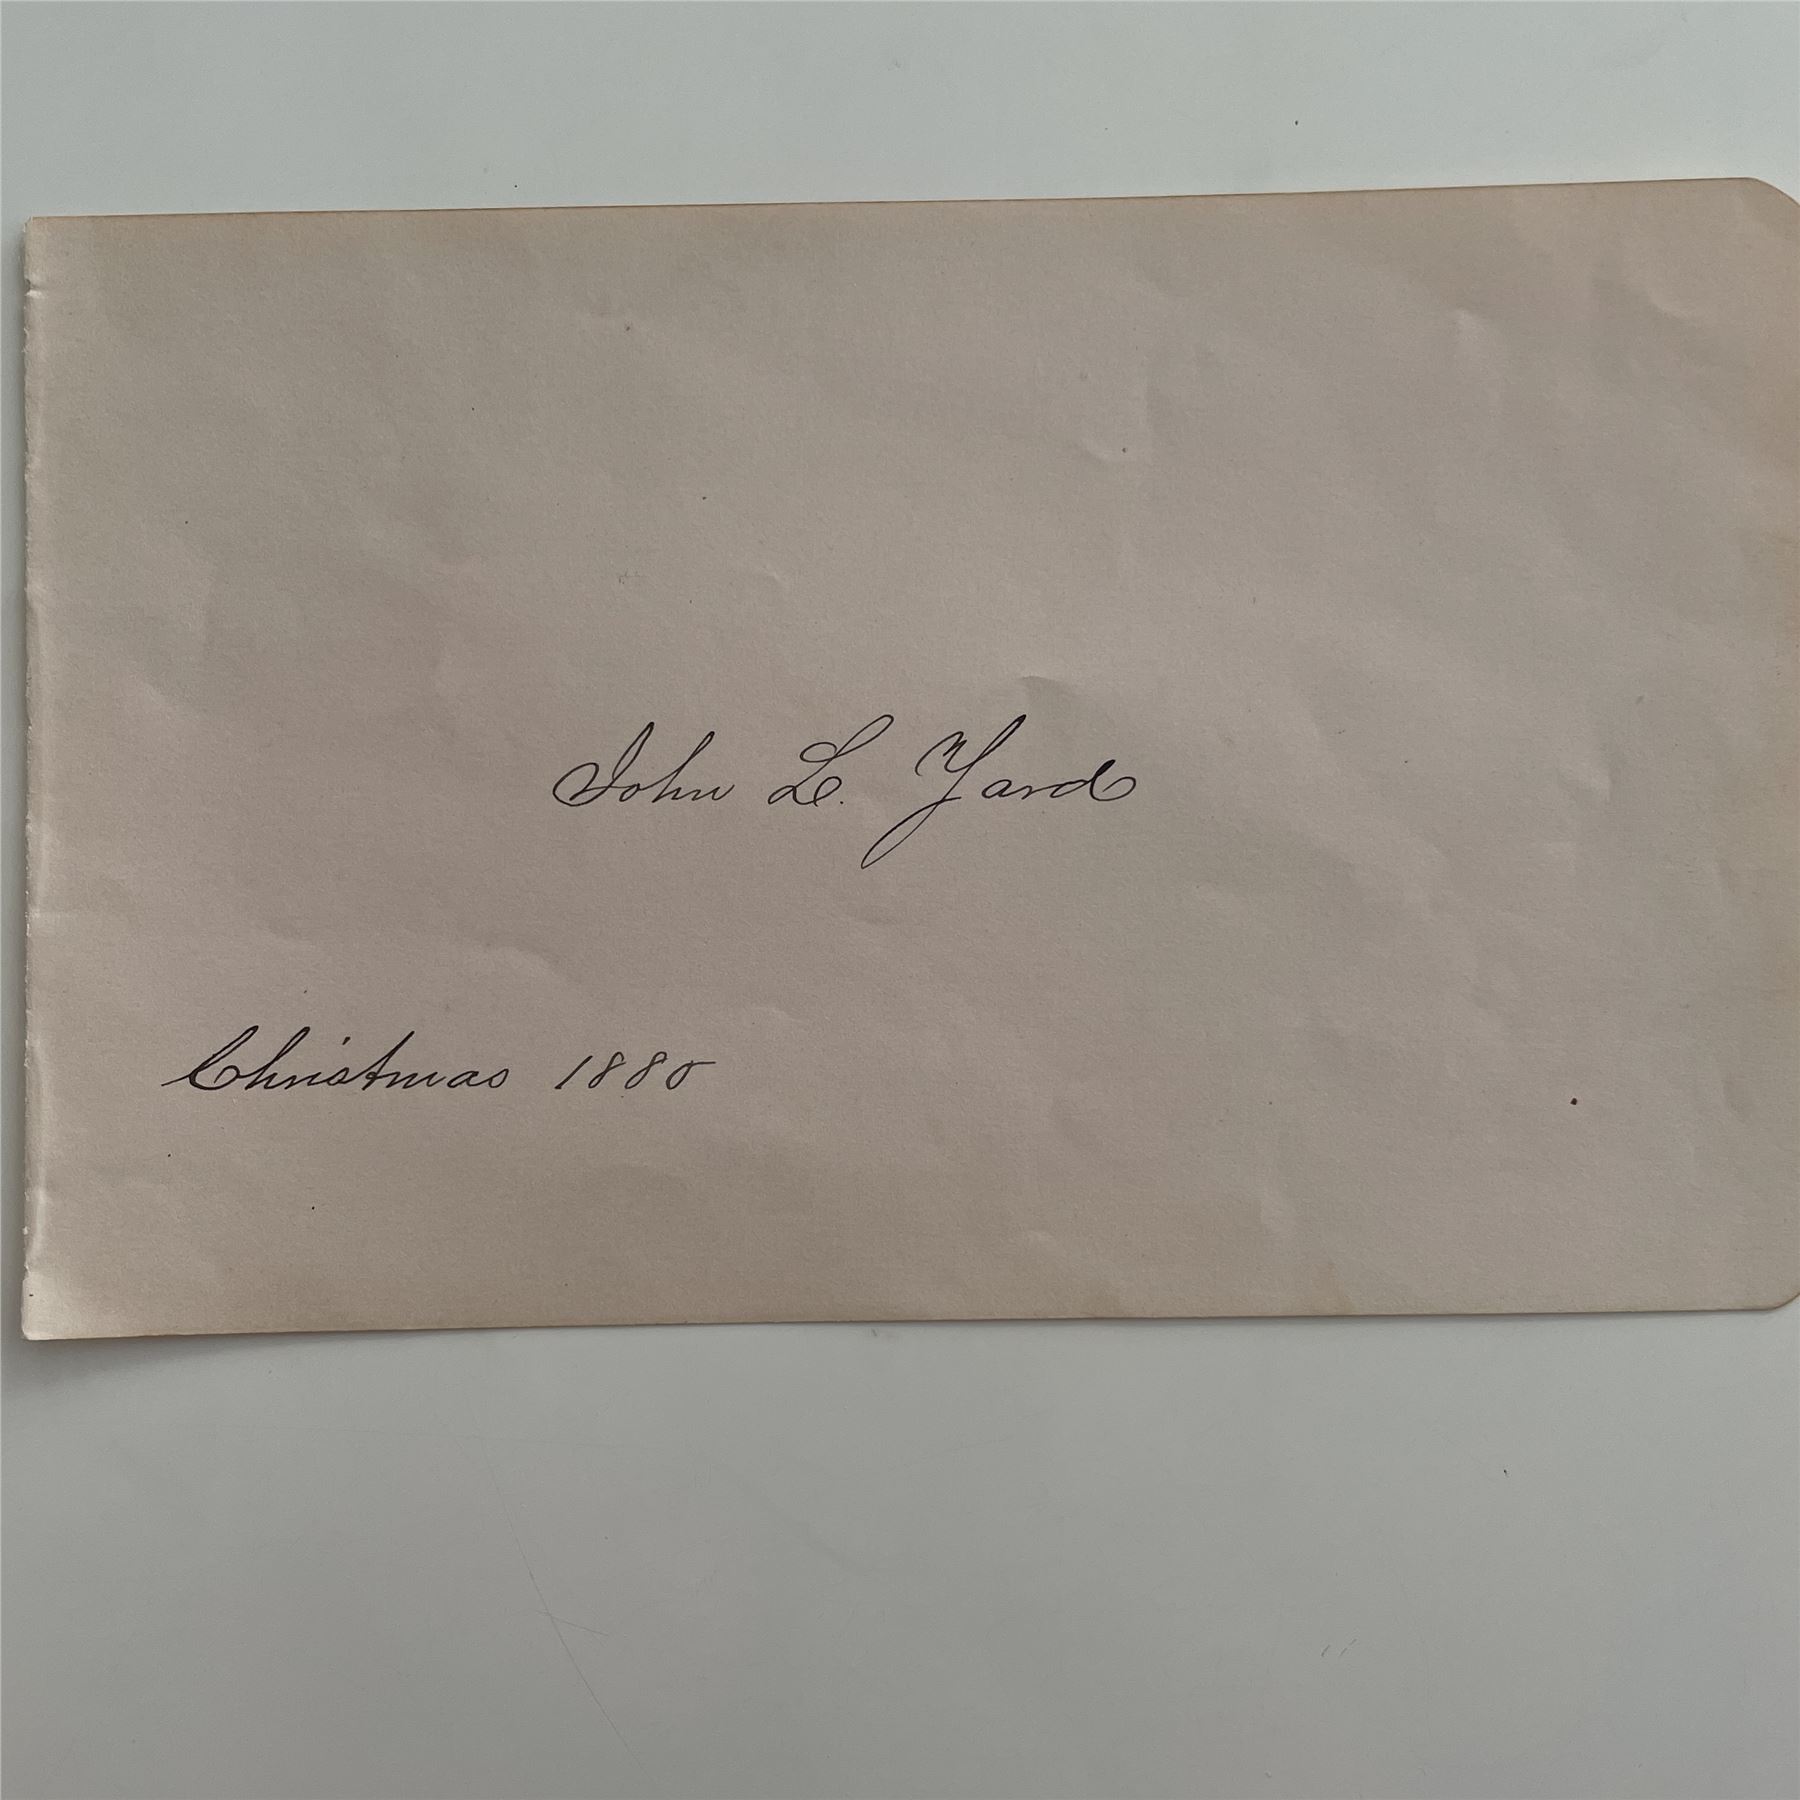 John L. Yard
Christmas 1880